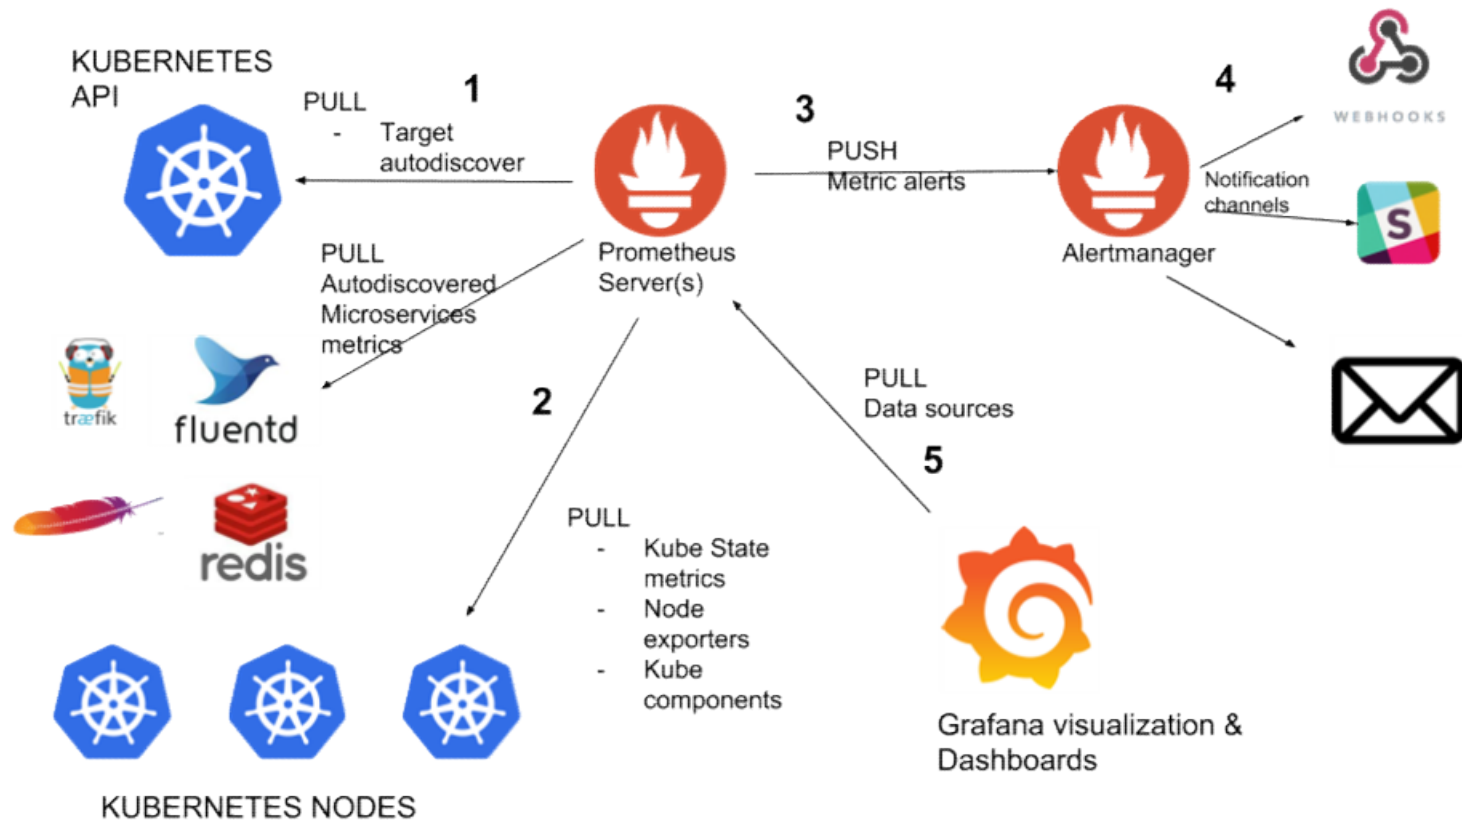 KUBERNETES
API
PULL
- Target
autodiscover
1
3
PUSH
Metric alerts
4
WEBHOOKS
Notification
channels
S
Prometheus
Server(s)
Alertmanager
PULL
Autodiscovered
Microservices
metrics
træfik
fluentd
2
PULL
Data sources
5
redis
PULL
- Kube State
metrics
- Node
exporters
- Kube
components
Grafana visualization &
Dashboards
KUBERNETES NODES